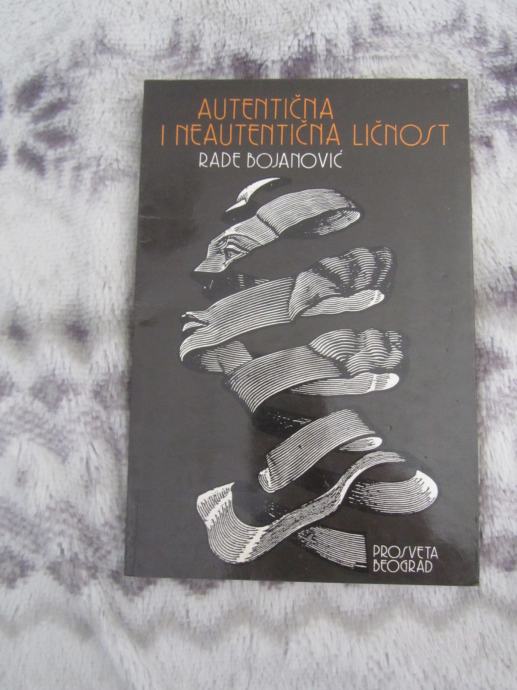 AUTENTIČNA
I NEAUTENTIČNA LIČNOST
RADE BOJANOVIĆ
PROSVETA
BEOGRAD